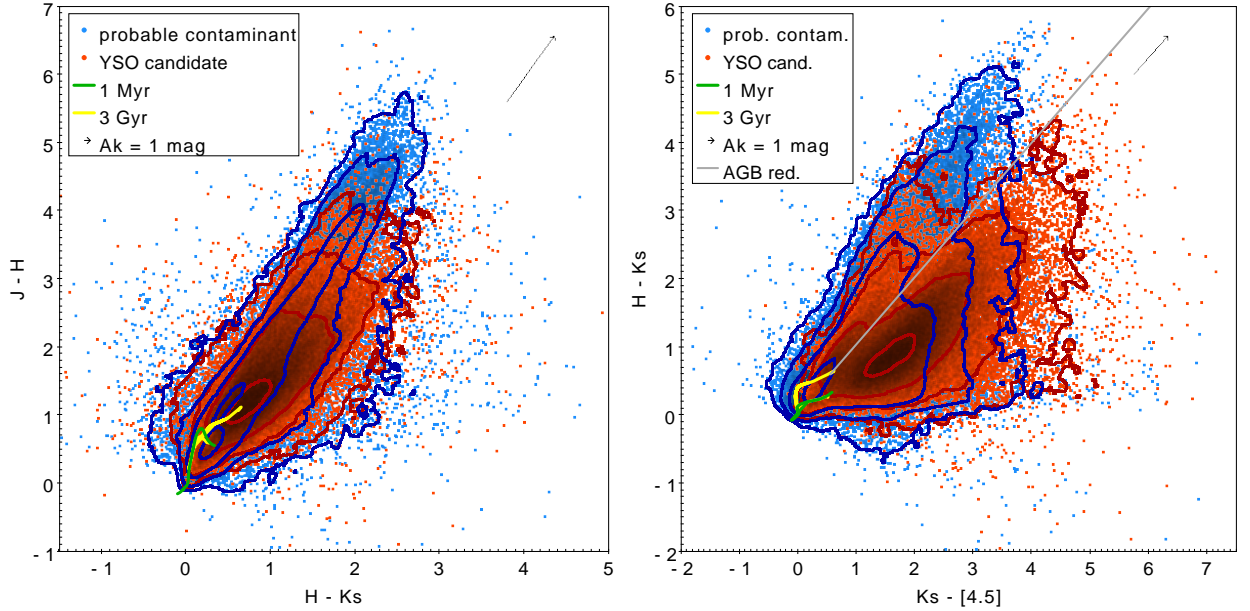 7
6
5
4
3
2
1
0
- 1
- 1
0
1
2
3
4
5
J - H
H - Ks
probable contaminant
YSO candidate
1 Myr
3 Gyr
Ak = 1 mag
6
5
4
3
2
1
0
- 1
- 2
- 2
- 1
0
1
2
3
4
5
6
7
H - Ks
Ks - [4.5]
prob. contam.
YSO cand.
1 Myr
3 Gyr
Ak = 1 mag
AGB red.